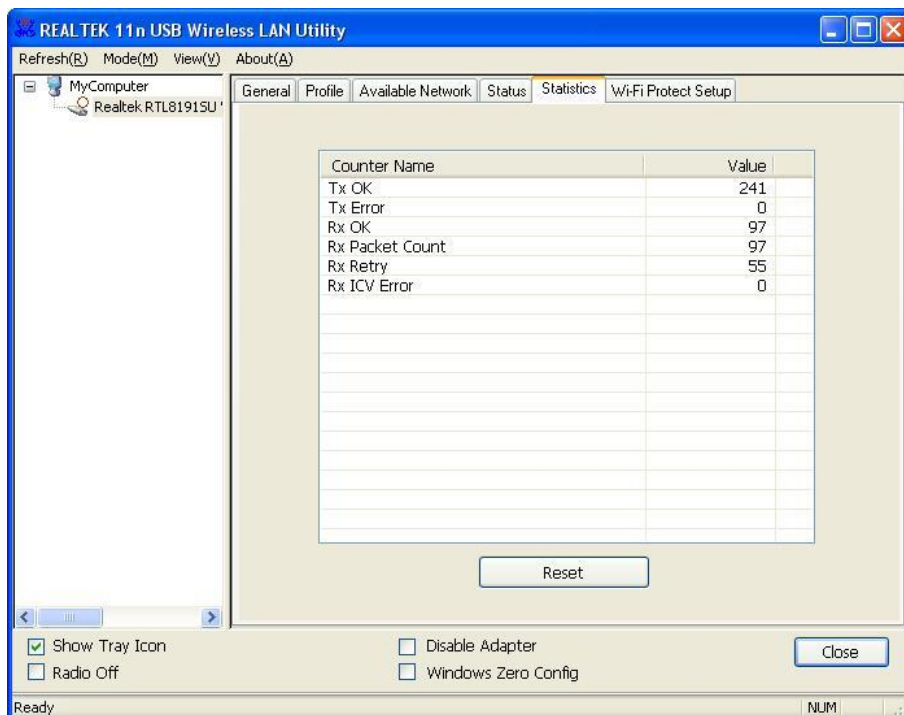 REALTEK 11n USB Wireless LAN Utility
Refresh(R) Mode(M) View(V) About(A)
MyComputer
Realtek RTL8191SU '
General Profile Available Network Status Statistics Wi-Fi Protect Setup
Counter Name Value
Tx OK 241
Tx Error 0
Rx OK 97
Rx Packet Count 97
Rx Retry 55
Rx ICV Error 0
Reset
Show Tray Icon Disable Adapter
Radio Off Windows Zero Config
Close
Ready NUM